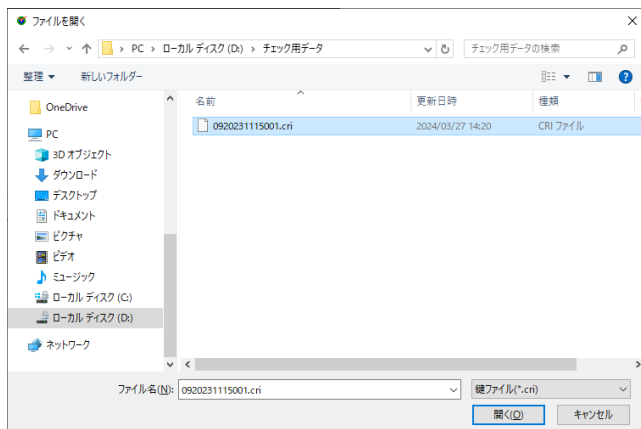 ファイルを開く
PC › ローカル ディスク (D:) › チェック用データ
チェック用データの検索
整理 新しいフォルダー
名前 更新日時 種類
0920231115001.cri 2024/03/27 14:20 CRI ファイル
OneDrive
PC
3D オブジェクト
ダウンロード
デスクトップ
ドキュメント
ピクチャ
ビデオ
ミュージック
ローカル ディスク (C:)
ローカル ディスク (D:)
ネットワーク
ファイル名(N): 0920231115001.cri 鍵ファイル(*.cri)
開く(O) キャンセル